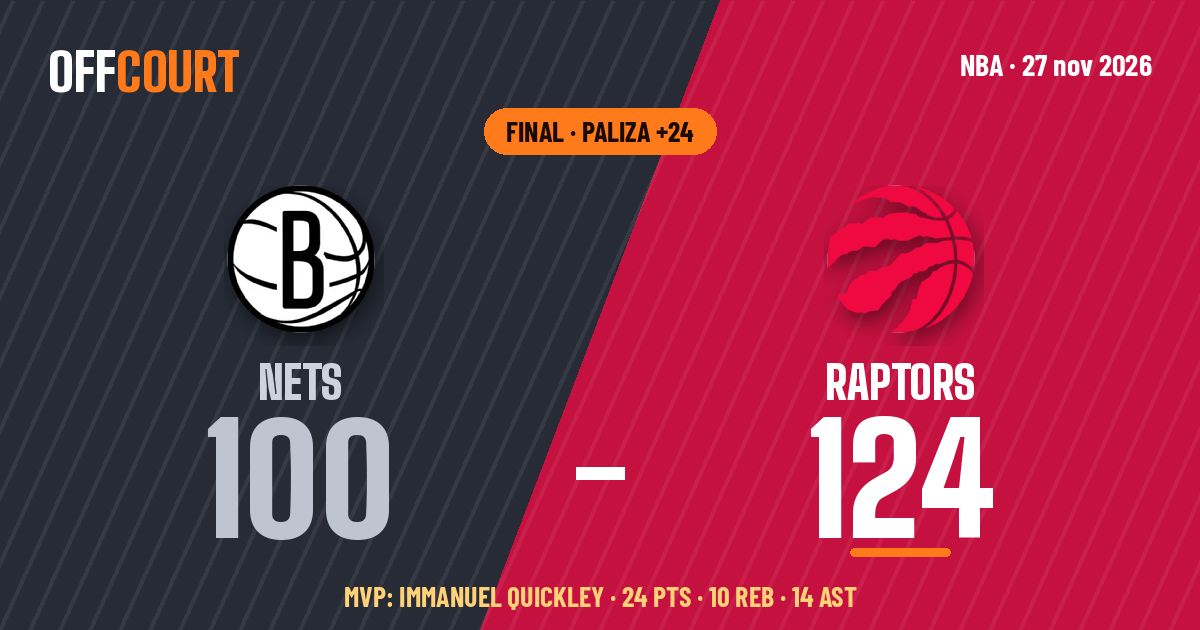 OFFCOURT
NBA · 27 nov 2026
FINAL · PALIZA +24
B
NETS
RAPTORS
100 – 124
MVP: IMMANUEL QUICKLEY · 24 PTS · 10 REB · 14 AST